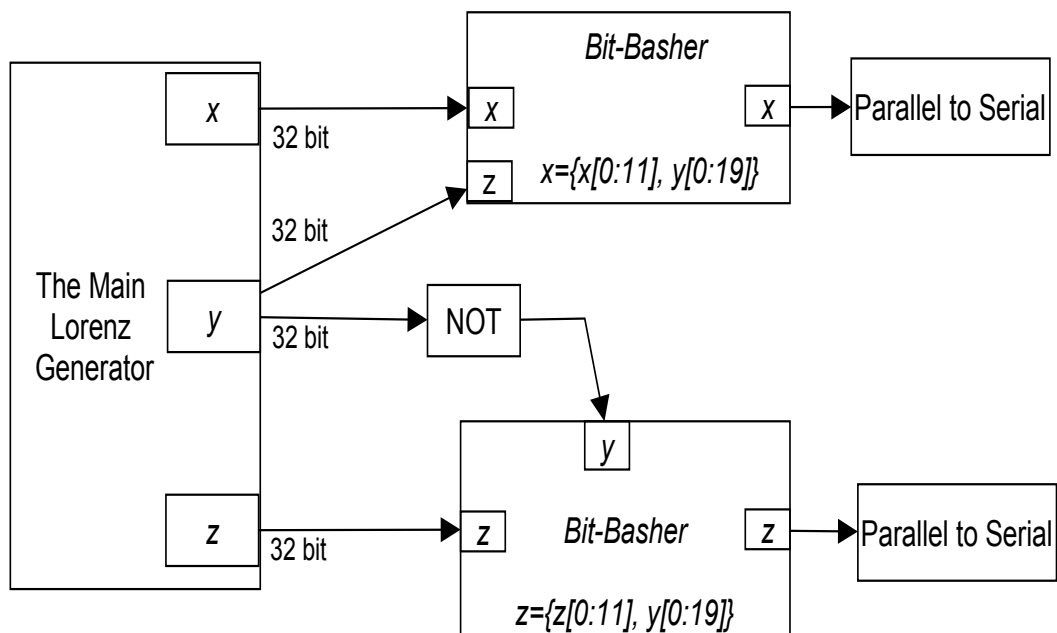 The Main
Lorenz
Generator
x
y
z
32 bit
32 bit
32 bit
32 bit
Bit-Basher
x
z
x
x={x[0:11], y[0:19]}
Parallel to Serial
NOT
y
z
Bit-Basher
z
z={z[0:11], y[0:19]}
Parallel to Serial